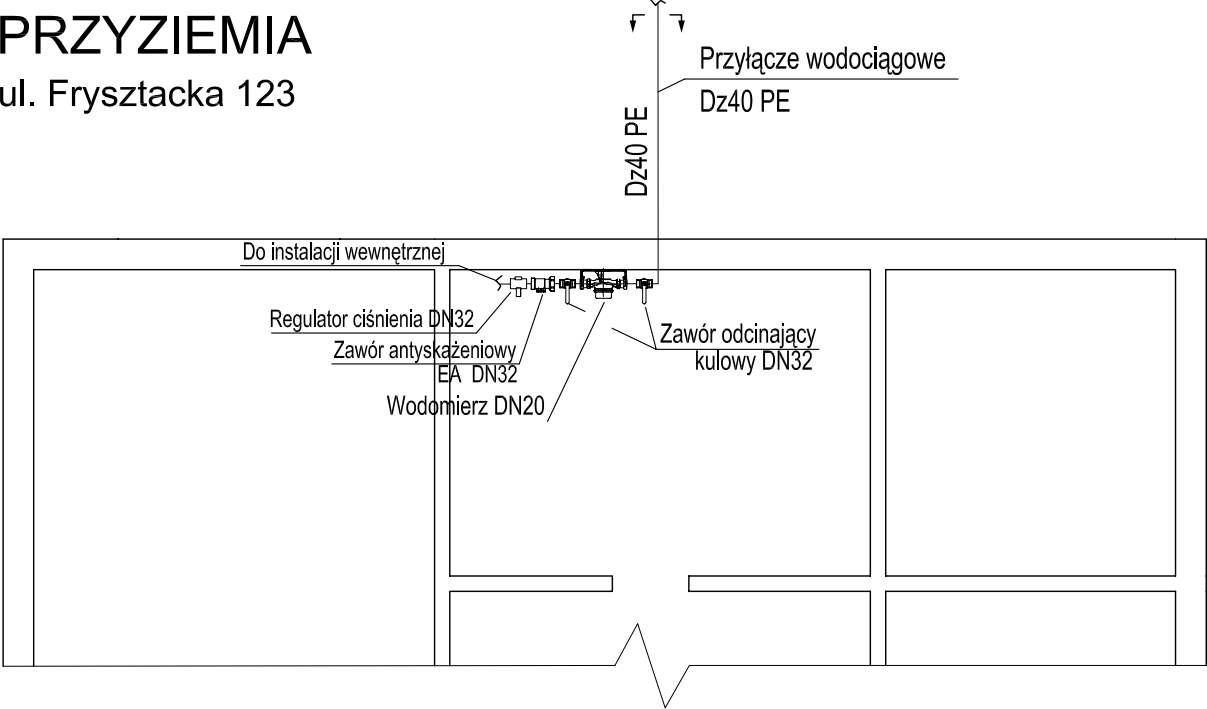 PRZYZIEMIA
ul. Frysztacka 123
Przyłącze wodociągowe
Dz40 PE
Dz40 PE
Do instalacji wewnętrznej
Regulator ciśnienia DN32
Zawór antyskażeniowy
EA DN32
Wodomierz DN20
Zawór odcinający
kulowy DN32